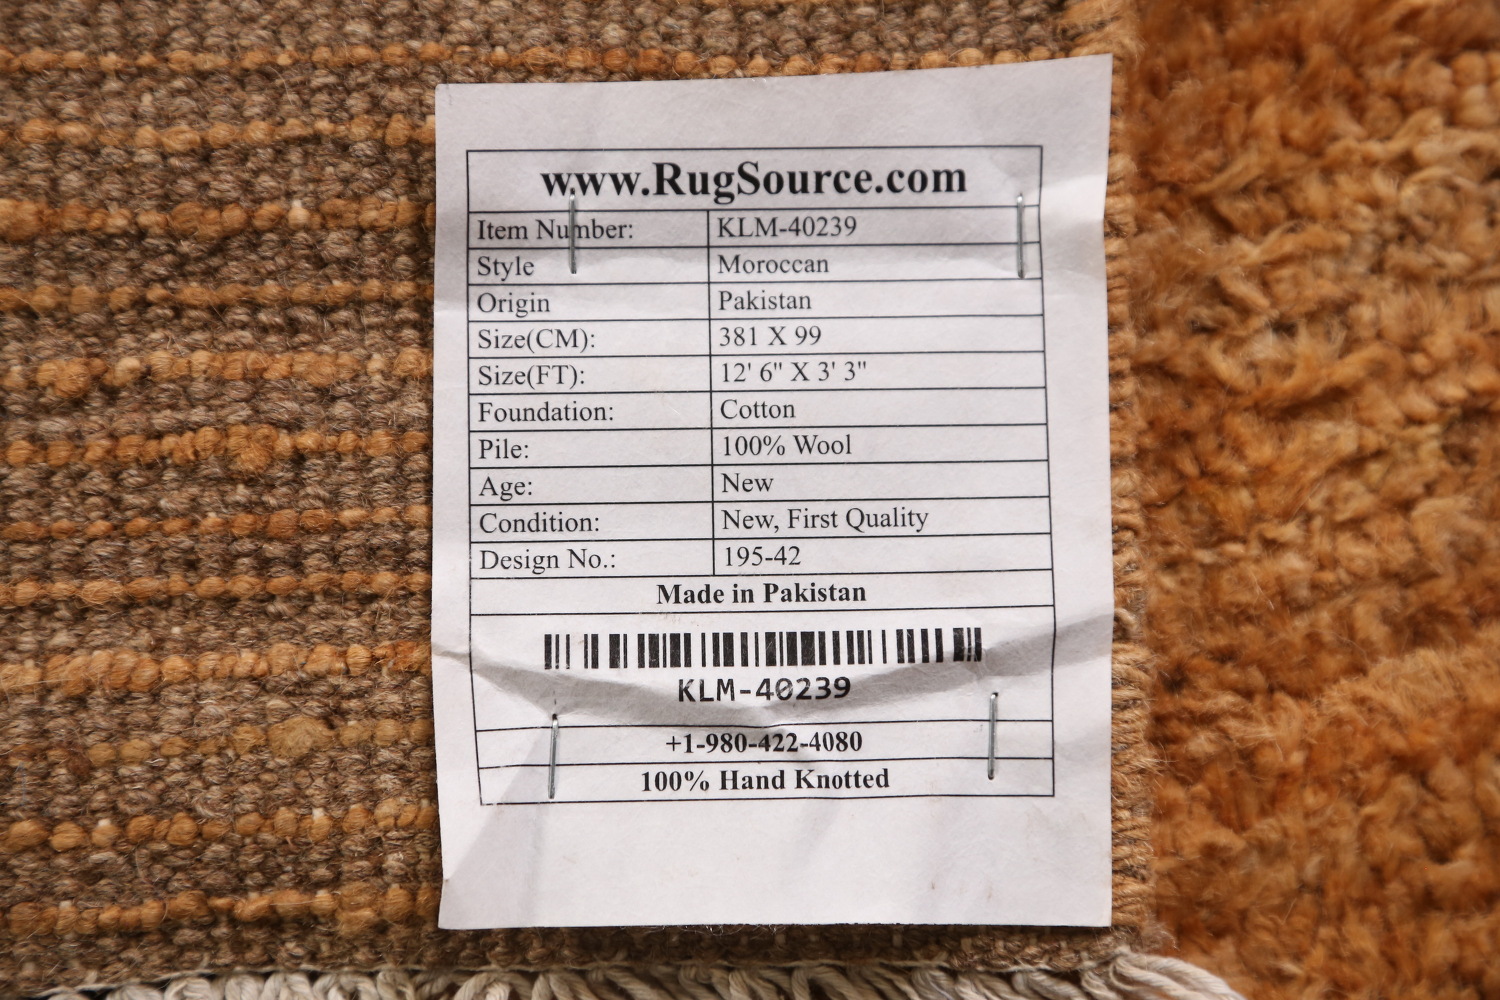 www.RugSource.com
Item Number: KLM-40239
Style Moroccan
Origin Pakistan
Size(CM): 381 X 99
Size(FT): 12' 6" X 3' 3"
Foundation: Cotton
Pile: 100% Wool
Age: New
Condition: New, First Quality
Design No.: 195-42
Made in Pakistan
KLM-40239
+1-980-422-4080
100% Hand Knotted